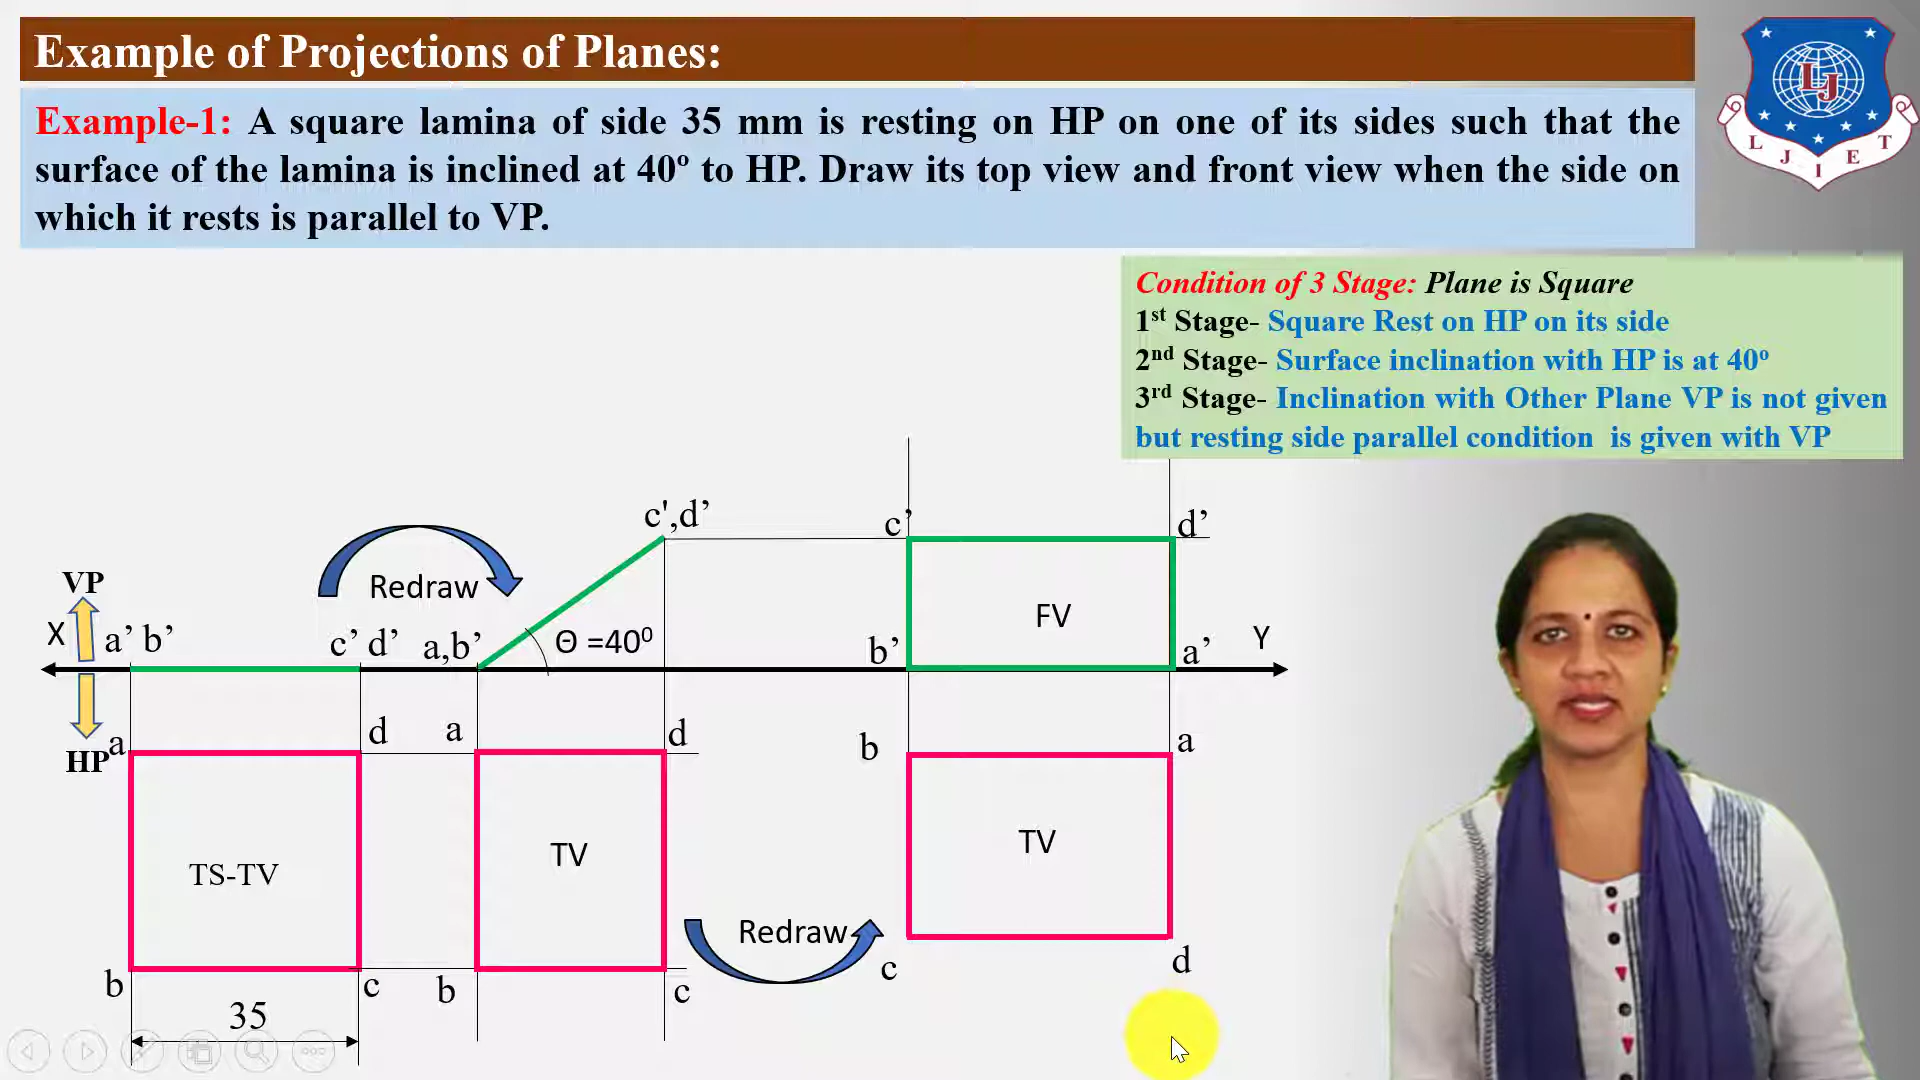 Example of Projections of Planes:
Example-1: A square lamina of side 35 mm is resting on HP on one of its sides such that the
surface of the lamina is inclined at 40º to HP. Draw its top view and front view when the side on
which it rests is parallel to VP.
LJ
L J I E T
Condition of 3 Stage: Plane is Square
1st Stage- Square Rest on HP on its side
2nd Stage- Surface inclination with HP is at 40º
3rd Stage- Inclination with Other Plane VP is not given
but resting side parallel condition is given with VP
c',d’
c’
d’
VP
Redraw
FV
X
a’ b’
c’ d’
a,b’
Θ =40⁰
b’
a’
Y
HP
a
d
a
d
b
a
TS-TV
TV
TV
Redraw
b
c
b
c
c
d
35